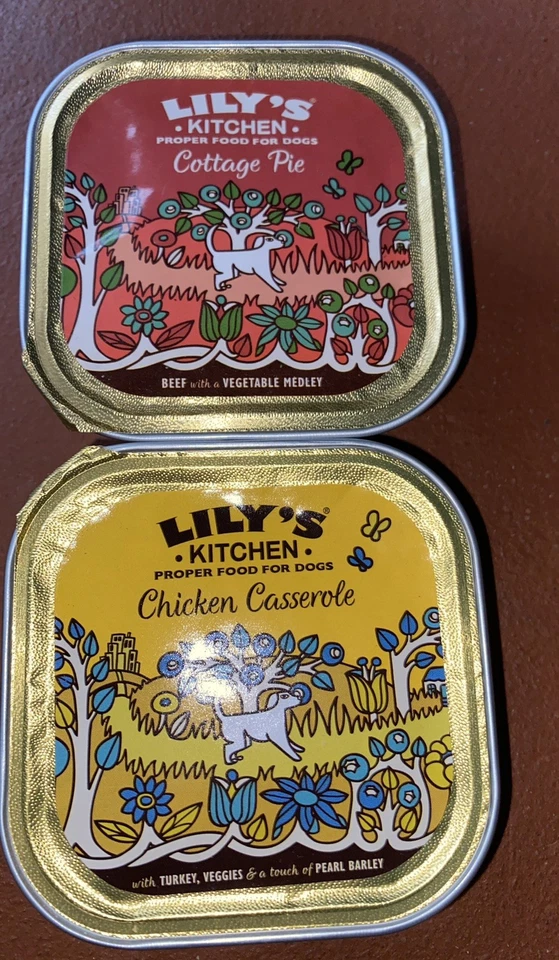 LILY'S®
• KITCHEN •
PROPER FOOD FOR DOGS
Cottage Pie
BEEF with a VEGETABLE MEDLEY
LILY'S®
• KITCHEN •
PROPER FOOD FOR DOGS
Chicken Casserole
with TURKEY, VEGGIES & a touch of PEARL BARLEY